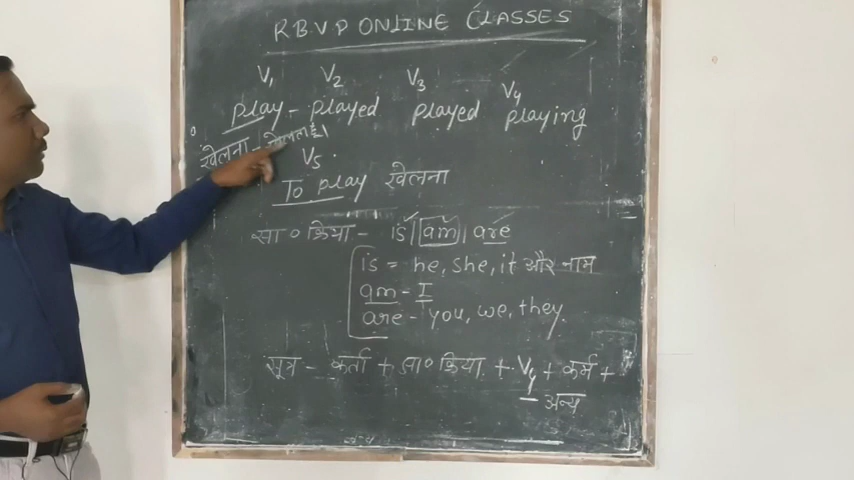 RBVP ONLINE CLASSES
V1 V2 V3 V4
play - played played playing
खेलना -
V5
To play खेलना
सा० क्रिया - is | am | are
is = he, she, it और नाम
am - I
are - you, we, they
सूत्र - कर्ता + सा० क्रिया + V4 + कर्म +
अन्य